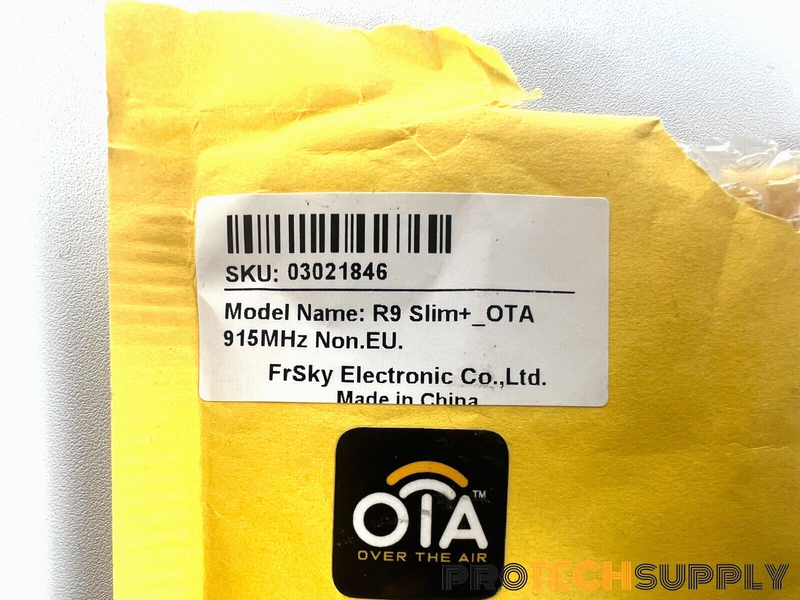 SKU: 03021846
Model Name: R9 Slim+_OTA
915MHz Non.EU.
FrSky Electronic Co.,Ltd.
Made in China
OTA™
OVER THE AIR
PROTECHSUPPLY